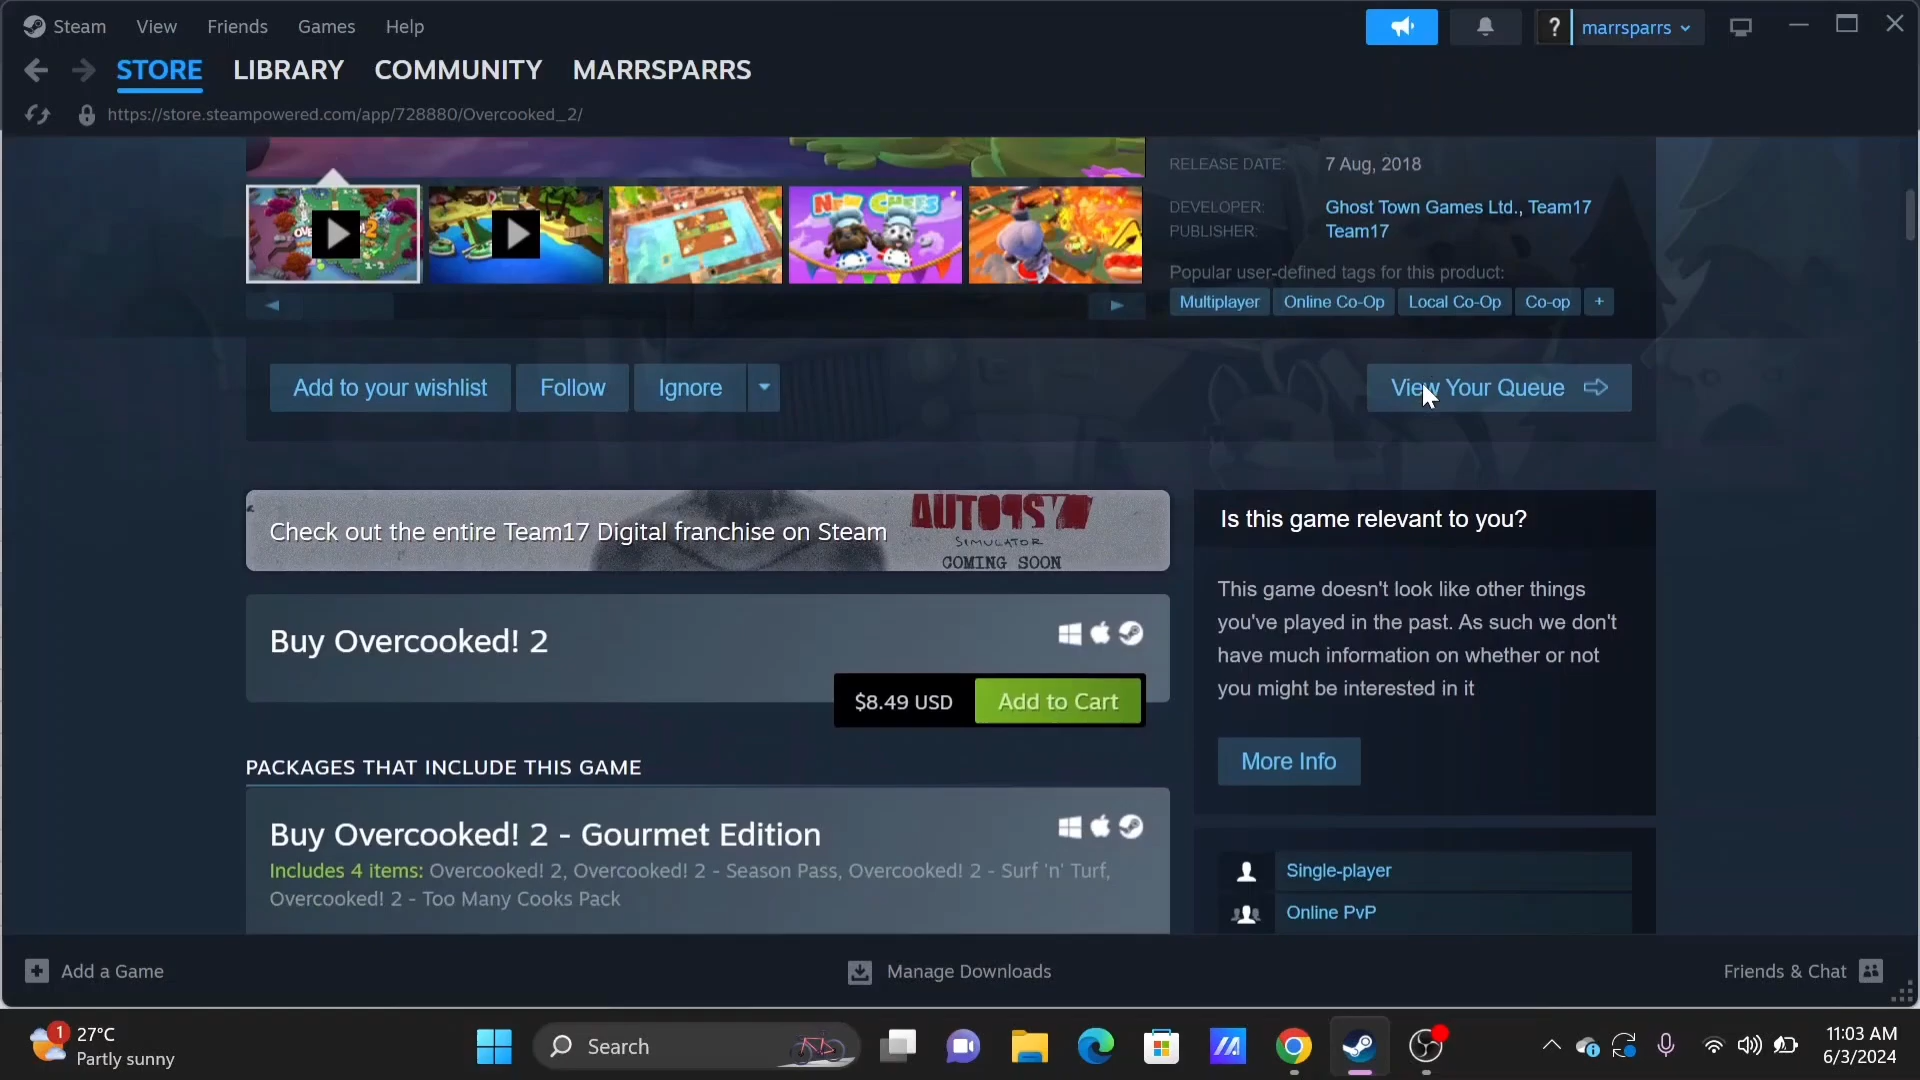 Steam View Friends Games Help
? marrsparrs
STORE LIBRARY COMMUNITY MARRSPARRS
https://store.steampowered.com/app/728880/Overcooked_2/
RELEASE DATE: 7 Aug, 2018
DEVELOPER: Ghost Town Games Ltd., Team17
PUBLISHER: Team17
Popular user-defined tags for this product:
Multiplayer Online Co-Op Local Co-Op Co-op +
NEW CHEFS
Add to your wishlist Follow Ignore
View Your Queue
Check out the entire Team17 Digital franchise on Steam
AUTOPSY
SIMULATOR
COMING SOON
Is this game relevant to you?
This game doesn't look like other things
you've played in the past. As such we don't
have much information on whether or not
you might be interested in it
More Info
Buy Overcooked! 2
$8.49 USD Add to Cart
PACKAGES THAT INCLUDE THIS GAME
Buy Overcooked! 2 - Gourmet Edition
Includes 4 items: Overcooked! 2, Overcooked! 2 - Season Pass, Overcooked! 2 - Surf 'n' Turf,
Overcooked! 2 - Too Many Cooks Pack
Single-player
Online PvP
Add a Game
Manage Downloads
Friends & Chat
1
27°C
Partly sunny
Search
11:03 AM
6/3/2024